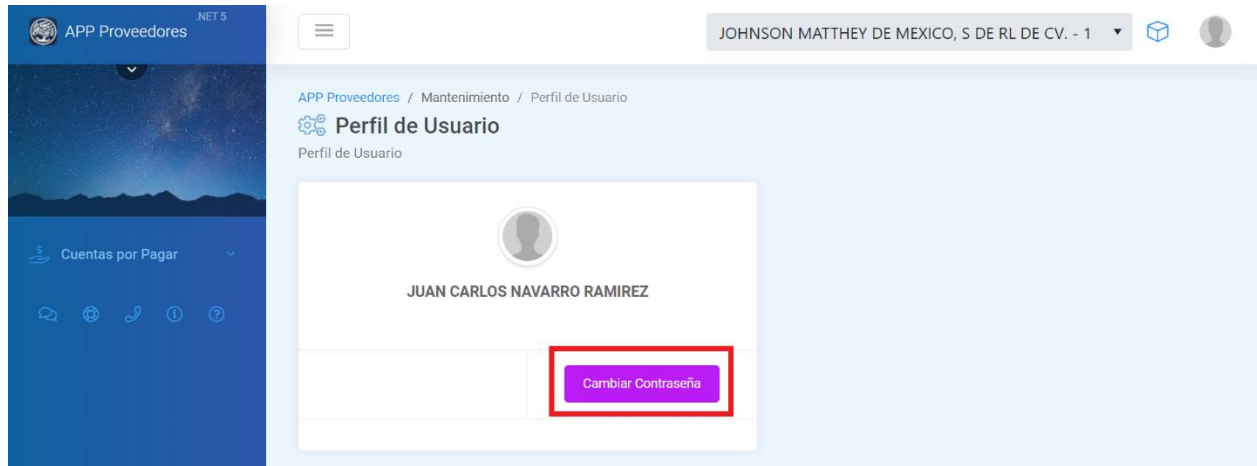 APP Proveedores .NET 5
JOHNSON MATTHEY DE MEXICO, S DE RL DE CV. - 1
APP Proveedores / Mantenimiento / Perfil de Usuario
Perfil de Usuario
Perfil de Usuario
Cuentas por Pagar
JUAN CARLOS NAVARRO RAMIREZ
Cambiar Contraseña